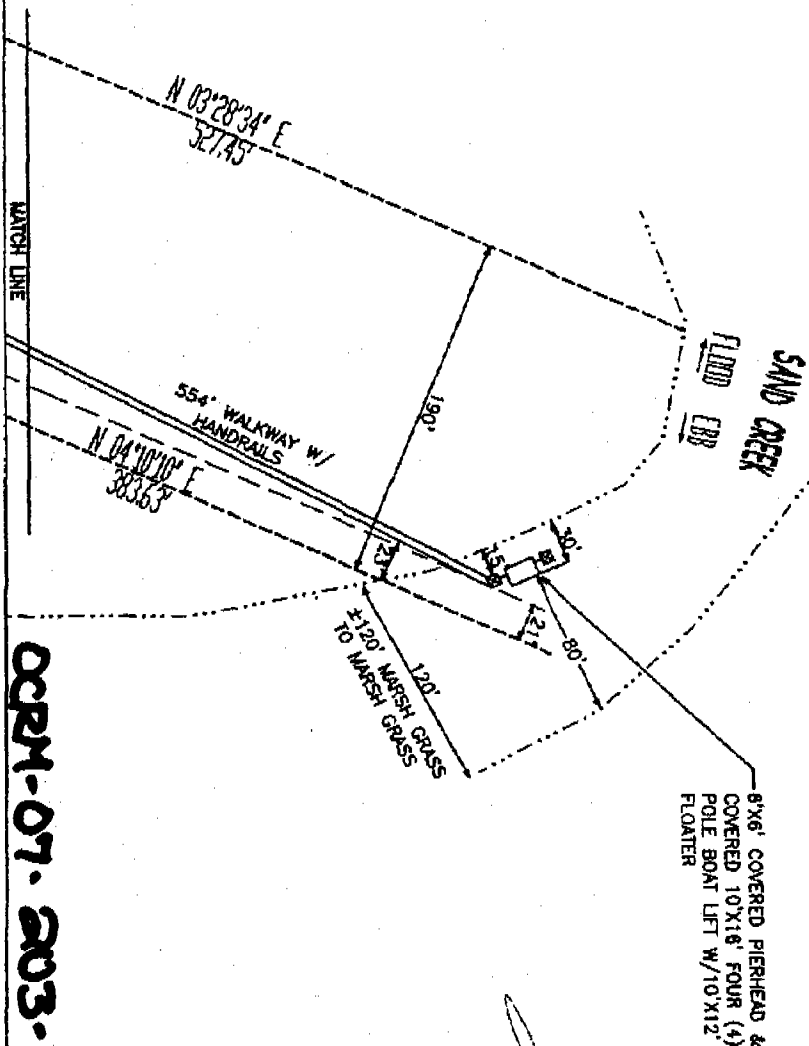 SAND CREEK
FLOOD EBB
N 03°28'34" E
527.45'
MATCH LINE
190'
554' WALKWAY W/
HANDRAILS
N 04°10'10" E
383.63'
30'
15'
23'
21'
80'
120'
±120' MARSH GRASS
TO MARSH GRASS
8'X6' COVERED PIERHEAD &
COVERED 10'X16' FOUR (4)
POLE BOAT LIFT W/10'X12'
FLOATER
OCRM-07-203-